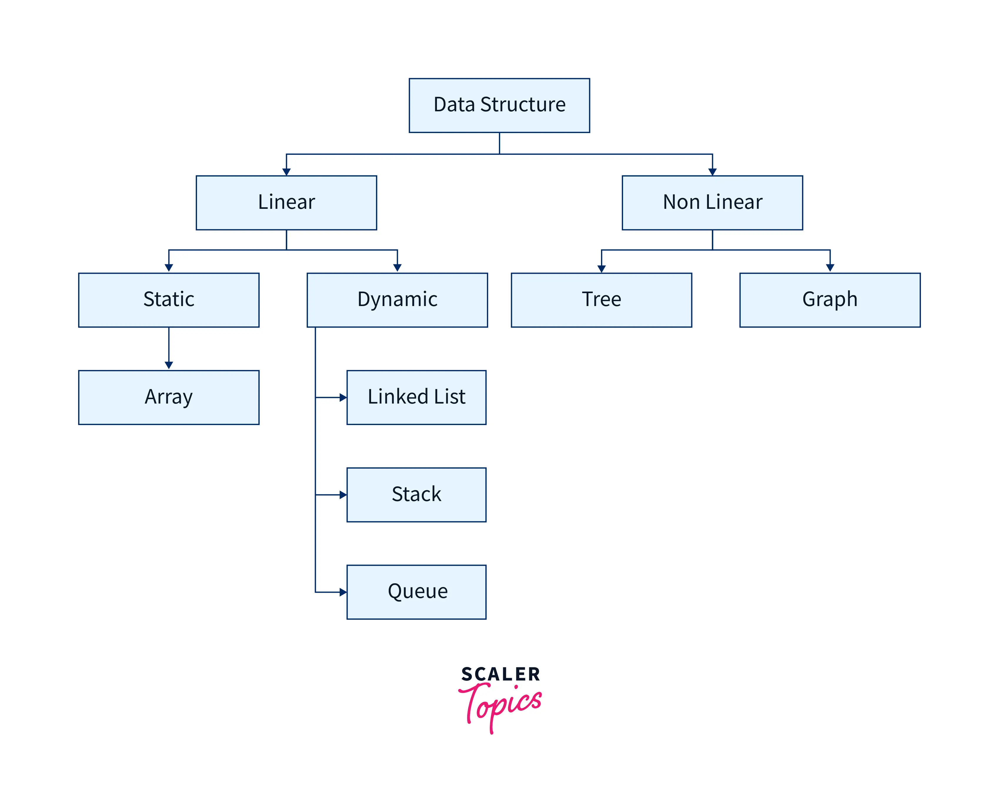 Data Structure
Linear
Non Linear
Static
Dynamic
Tree
Graph
Array
Linked List
Stack
Queue
SCALER
Topics